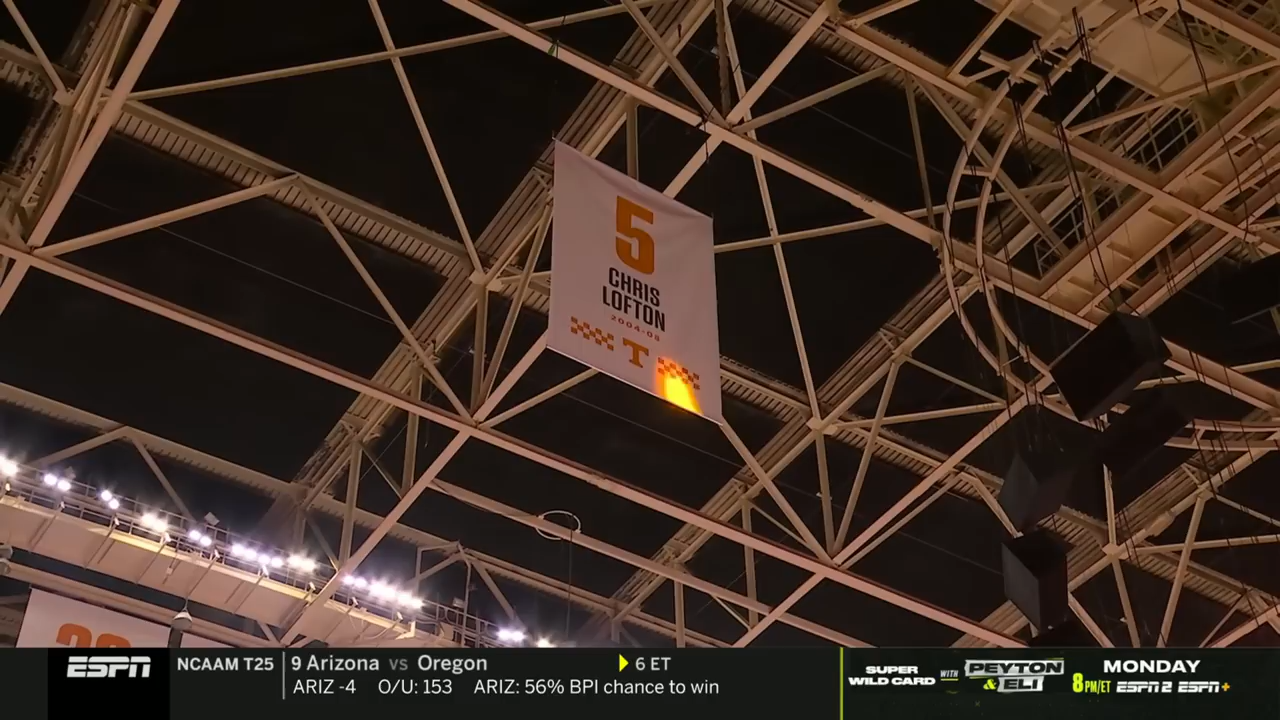 5
CHRIS
LOFTON
2004-08
T
ESPN
NCAAM T25
9 Arizona vs Oregon
6 ET
ARIZ -4 O/U: 153 ARIZ: 56% BPI chance to win
SUPER
WILD CARD
WITH
PEYTON
& ELI
MONDAY
8PM/ET ESPN2 ESPN+